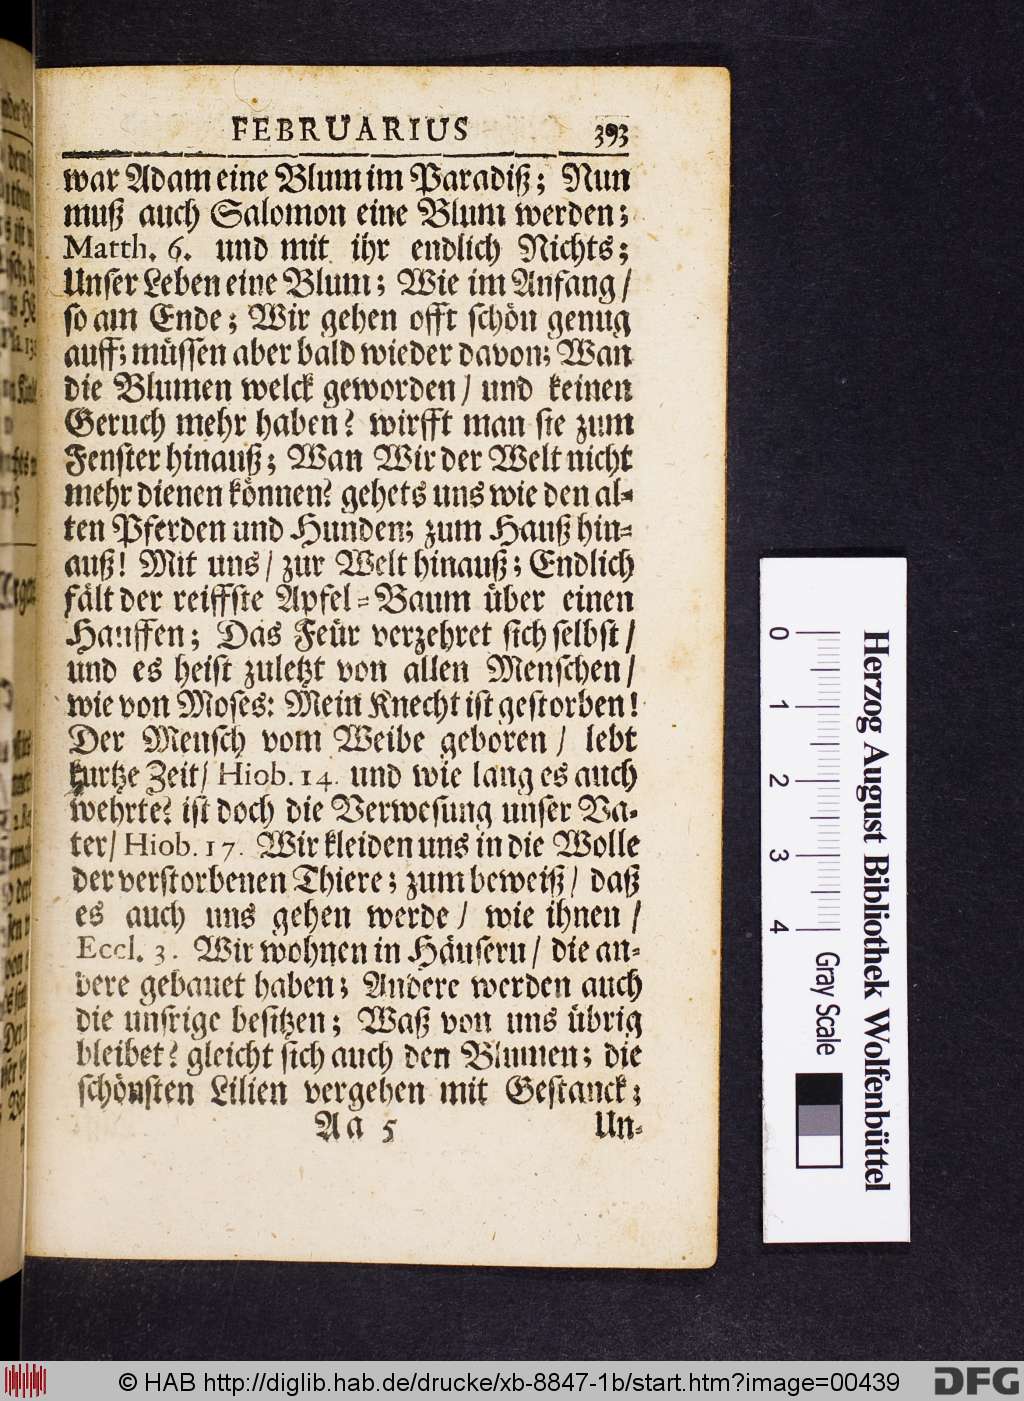 FEBRUARIUS 393
war Adam eine Blum im Paradiß; Nun
muß auch Salomon eine Blum werden;
Matth. 6. und mit ihr endlich Nichts;
Unser Leben eine Blum; Wie im Anfang/
so am Ende; Wir gehen offt schön genug
auff; müssen aber bald wieder davon; Wan
die Blumen welck geworden/ und keinen
Geruch mehr haben? wirfft man sie zum
Fenster hinauß; Wan Wir der Welt nicht
mehr dienen können? gehets uns wie den al-
ten Pferden und Hunden; zum Hauß hin-
auß! Mit uns/ zur Welt hinauß; Endlich
fält der reiffste Apfel-Baum über einen
Hauffen; Das Feür verzehret sich selbst/
und es heist zuletzt von allen Menschen/
wie von Moses: Mein Knecht ist gestorben!
Der Mensch vom Weibe geboren/ lebt
kurtze Zeit/ Hiob. 14. und wie lang es auch
wehrte? ist doch die Verwesung unser Va-
ter/ Hiob. 17. Wir kleiden uns in die Wolle
der verstorbenen Thiere; zum beweiß/ daß
es auch uns gehen werde/ wie ihnen/
Eccl. 3. Wir wohnen in Häusern/ die an-
dere gebauet haben; Andere werden auch
die unsrige besitzen; Waß von uns übrig
bleibet? gleicht sich auch den Blumen; die
schönsten Lilien vergehen mit Gestanck;
Aa 5 Un-
Herzog August Bibliothek Wolfenbüttel
0 1 2 3 4 Gray Scale
© HAB http://diglib.hab.de/drucke/xb-8847-1b/start.htm?image=00439
DFG